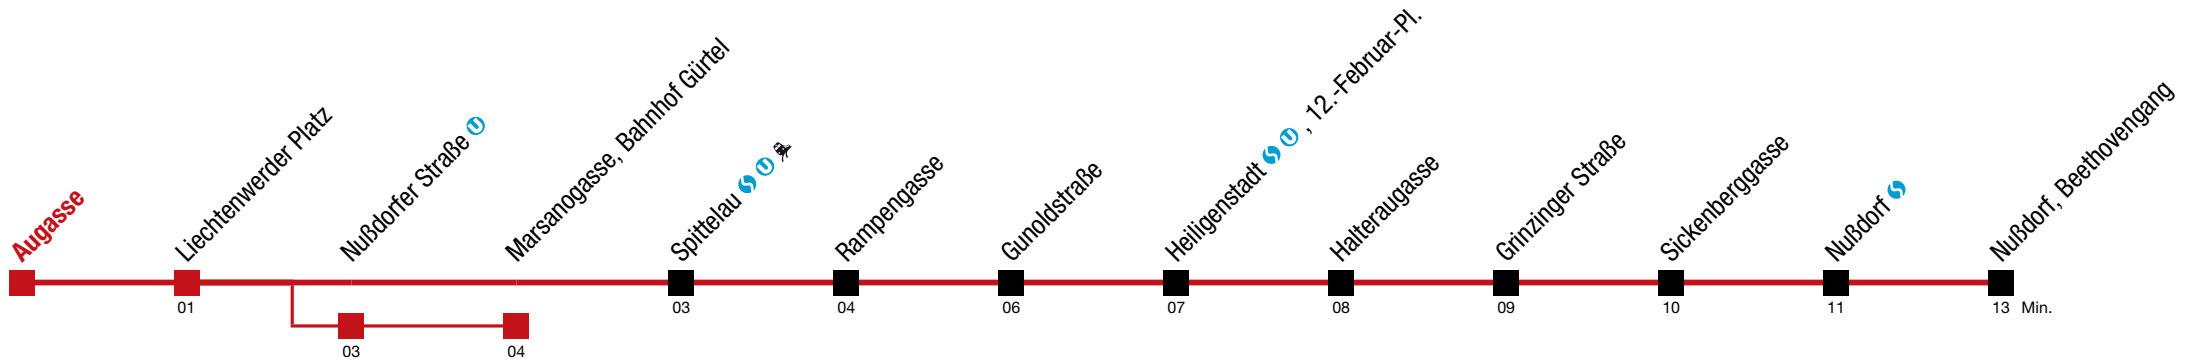 Augasse
Liechtenwerder Platz
Nußdorfer Straße U
Marsanogasse, Bahnhof Gürtel
Spittelau S U
Rampengasse
Gunoldstraße
Heiligenstadt S U , 12.-Februar-Pl.
Halteraugasse
Grinzinger Straße
Sickenberggasse
Nußdorf S
Nußdorf, Beethovengang
01
03
04
06
07
08
09
10
11
13 Min.
03
04